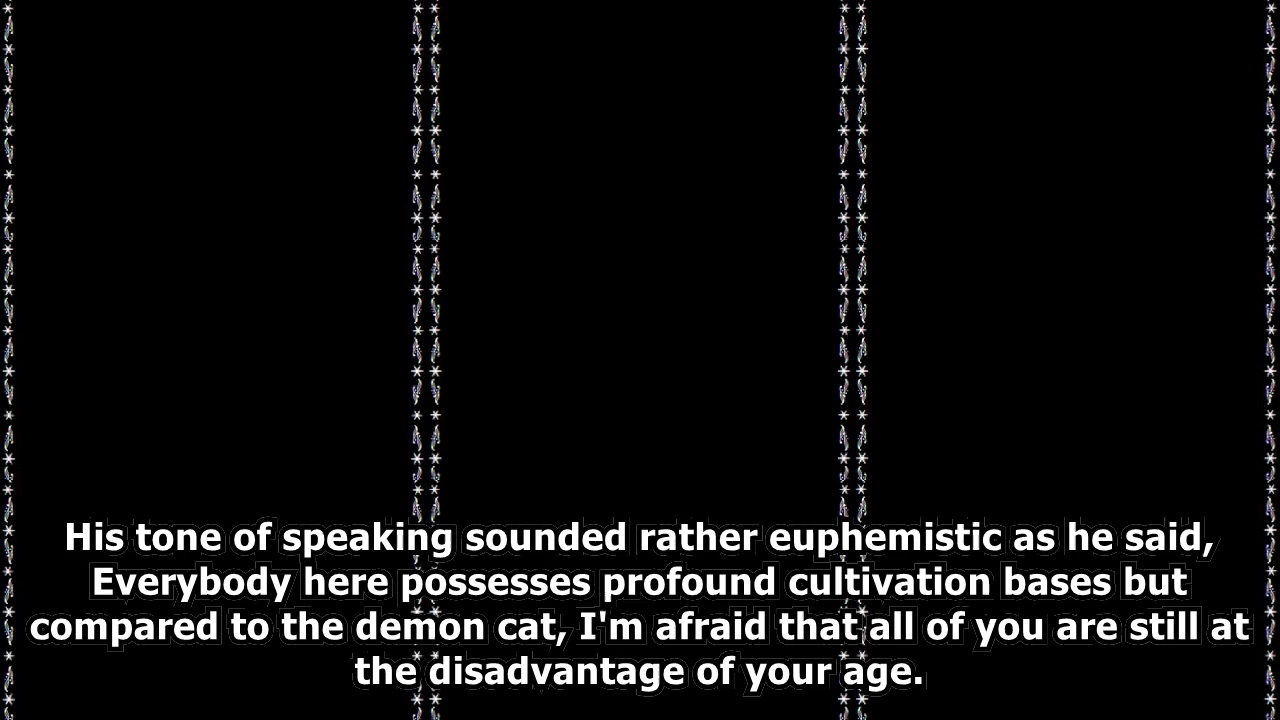 His tone of speaking sounded rather euphemistic as he said,
Everybody here possesses profound cultivation bases but
compared to the demon cat, I'm afraid that all of you are still at
the disadvantage of your age.